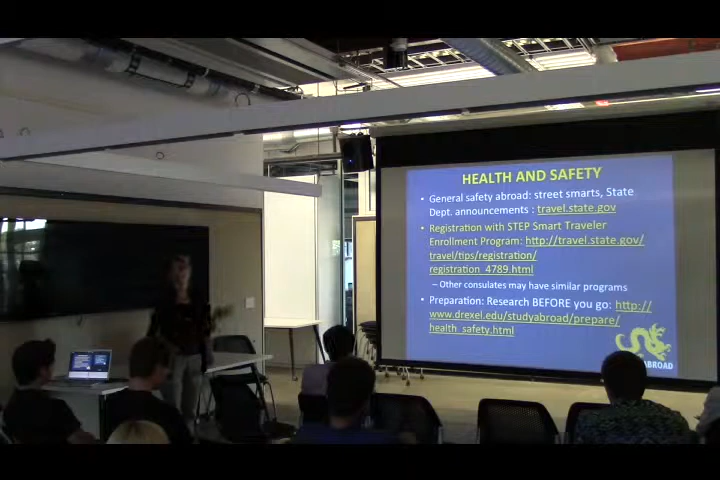 HEALTH AND SAFETY
• General safety abroad: street smarts, State
Dept. announcements : travel.state.gov
• Registration with STEP Smart Traveler
Enrollment Program: http://travel.state.gov/
travel/tips/registration/
registration_4789.html
– Other consulates may have similar programs
• Preparation: Research BEFORE you go: http://
www.drexel.edu/studyabroad/prepare/
health_safety.html
ABROAD